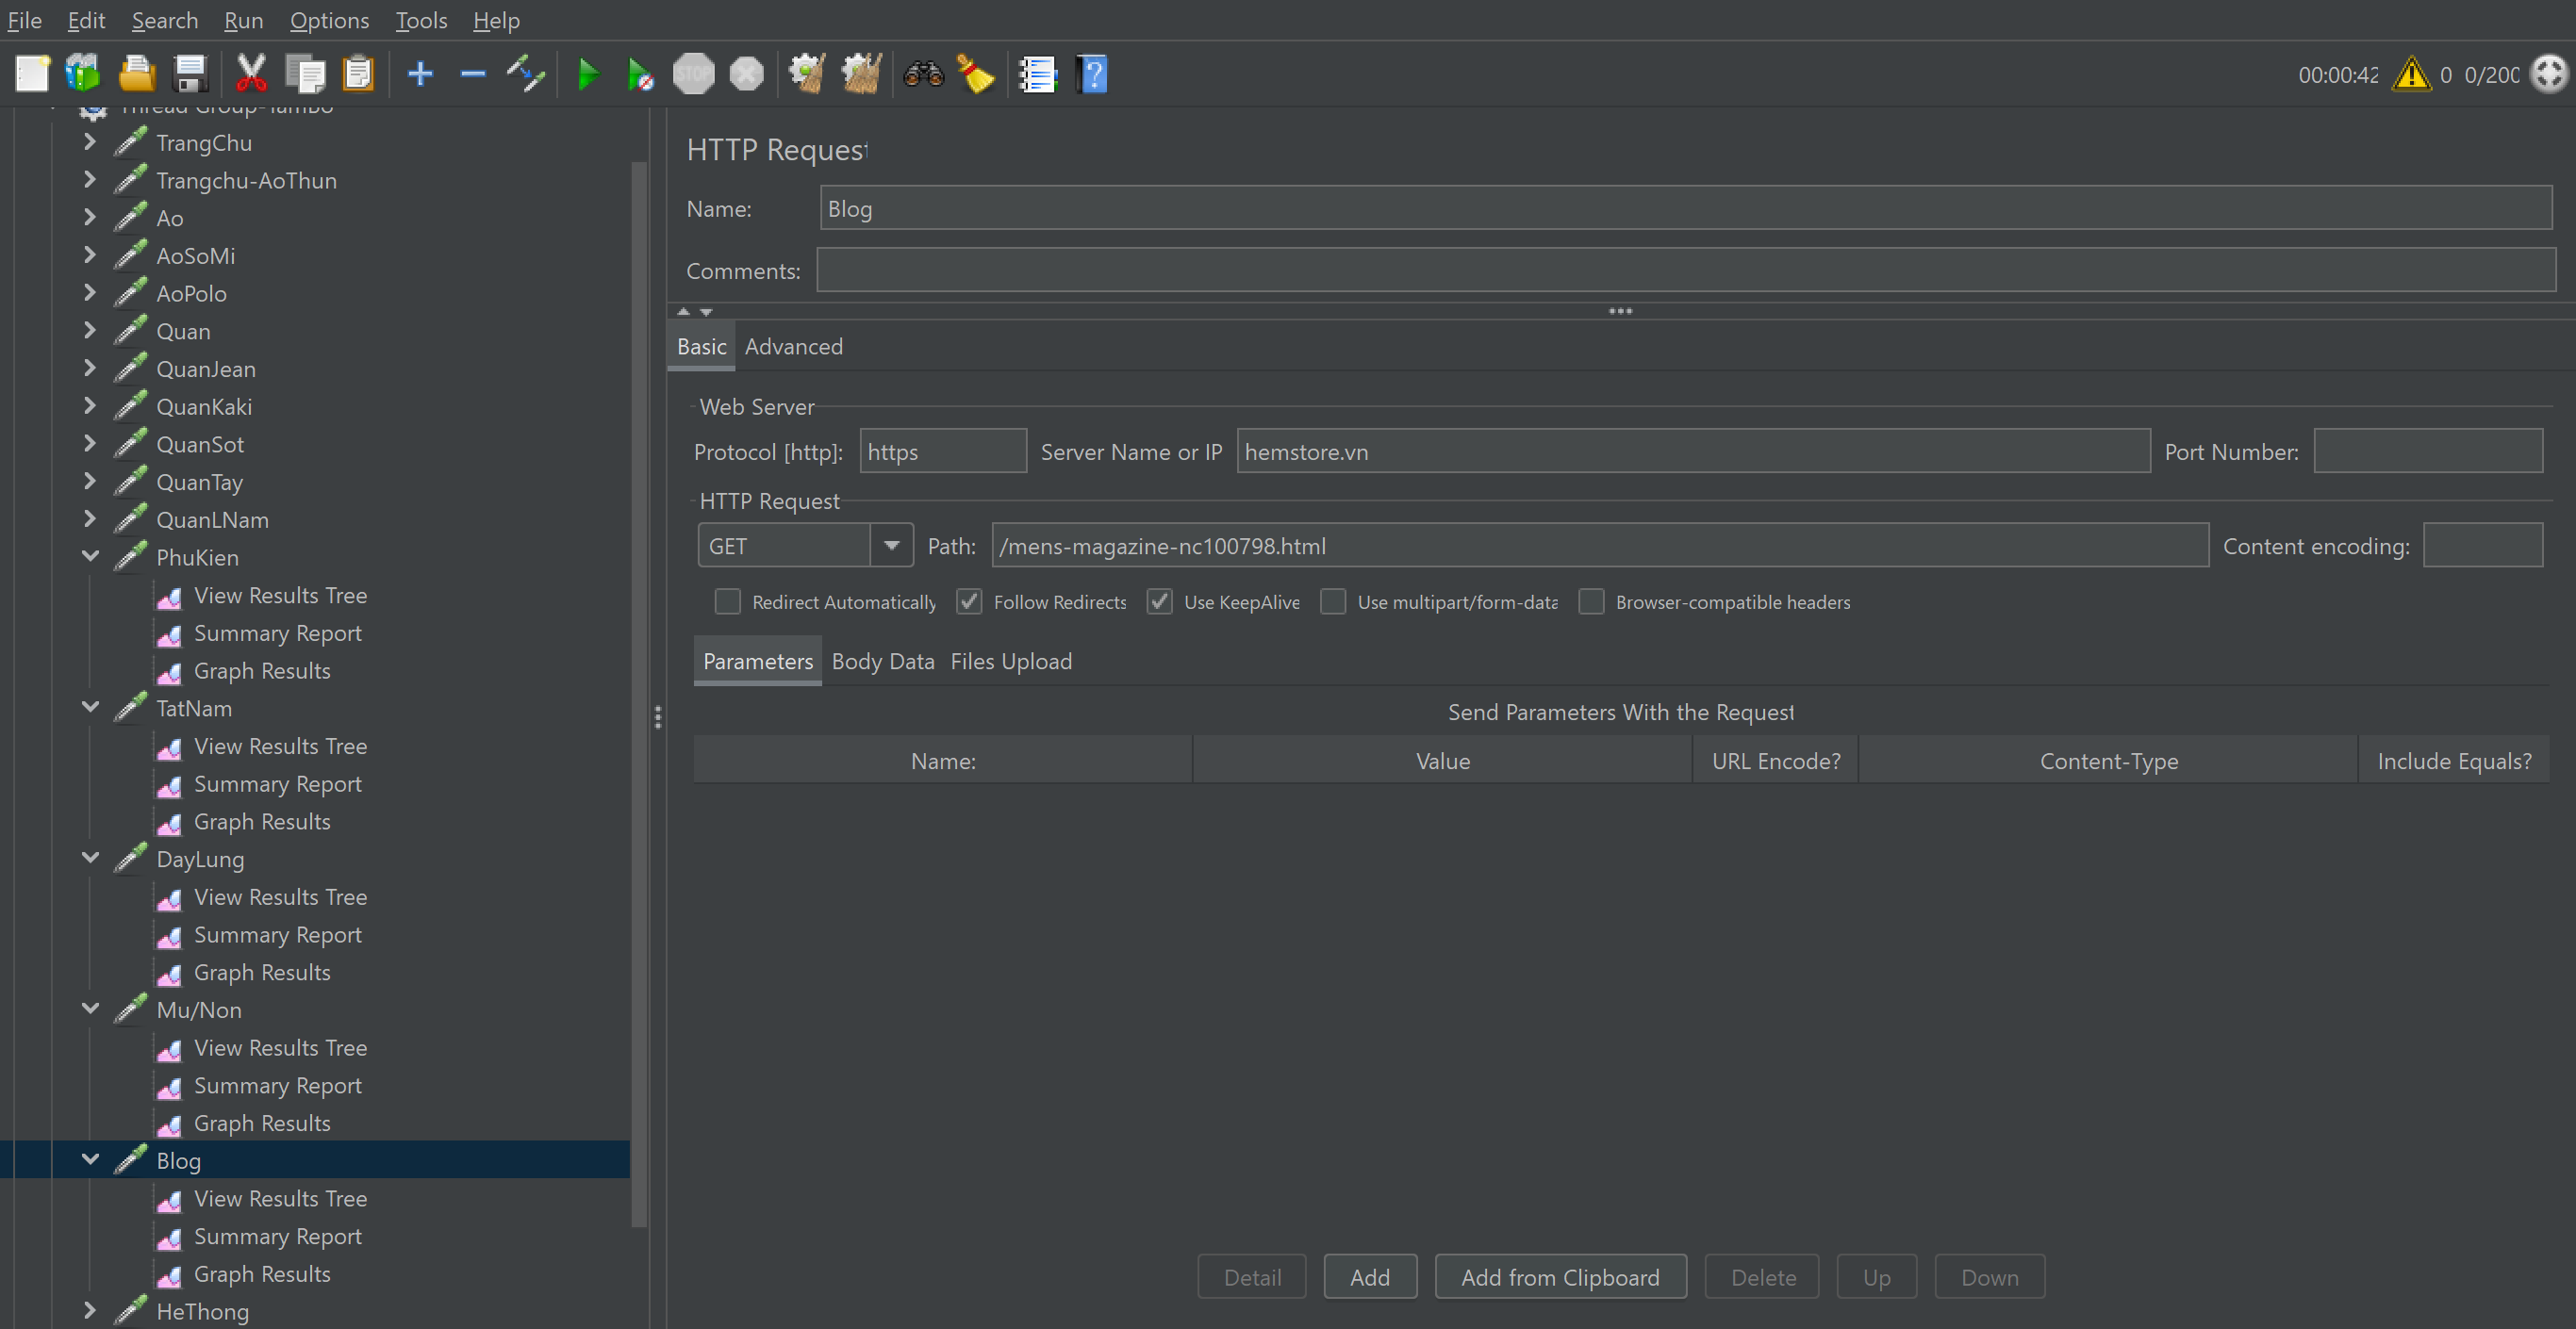 File Edit Search Run Options Tools Help
00:00:42 0 0/200
Thread Group-TamBo
TrangChu
Trangchu-AoThun
Ao
AoSoMi
AoPolo
Quan
QuanJean
QuanKaki
QuanSot
QuanTay
QuanLNam
PhuKien
View Results Tree
Summary Report
Graph Results
TatNam
View Results Tree
Summary Report
Graph Results
DayLung
View Results Tree
Summary Report
Graph Results
Mu/Non
View Results Tree
Summary Report
Graph Results
Blog
View Results Tree
Summary Report
Graph Results
HeThong
HTTP Request
Name: Blog
Comments:
Basic Advanced
Web Server
Protocol [http]: https Server Name or IP hemstore.vn Port Number:
HTTP Request
GET Path: /mens-magazine-nc100798.html Content encoding:
Redirect Automatically Follow Redirects Use KeepAlive Use multipart/form-data Browser-compatible headers
Parameters Body Data Files Upload
Send Parameters With the Request
Name: Value URL Encode? Content-Type Include Equals?
Detail Add Add from Clipboard Delete Up Down
STOP